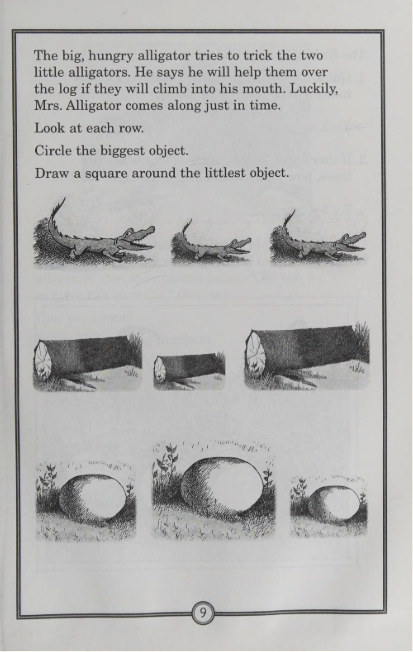 The big, hungry alligator tries to trick the two
little alligators. He says he will help them over
the log if they will climb into his mouth. Luckily,
Mrs. Alligator comes along just in time.
Look at each row.
Circle the biggest object.
Draw a square around the littlest object.
9